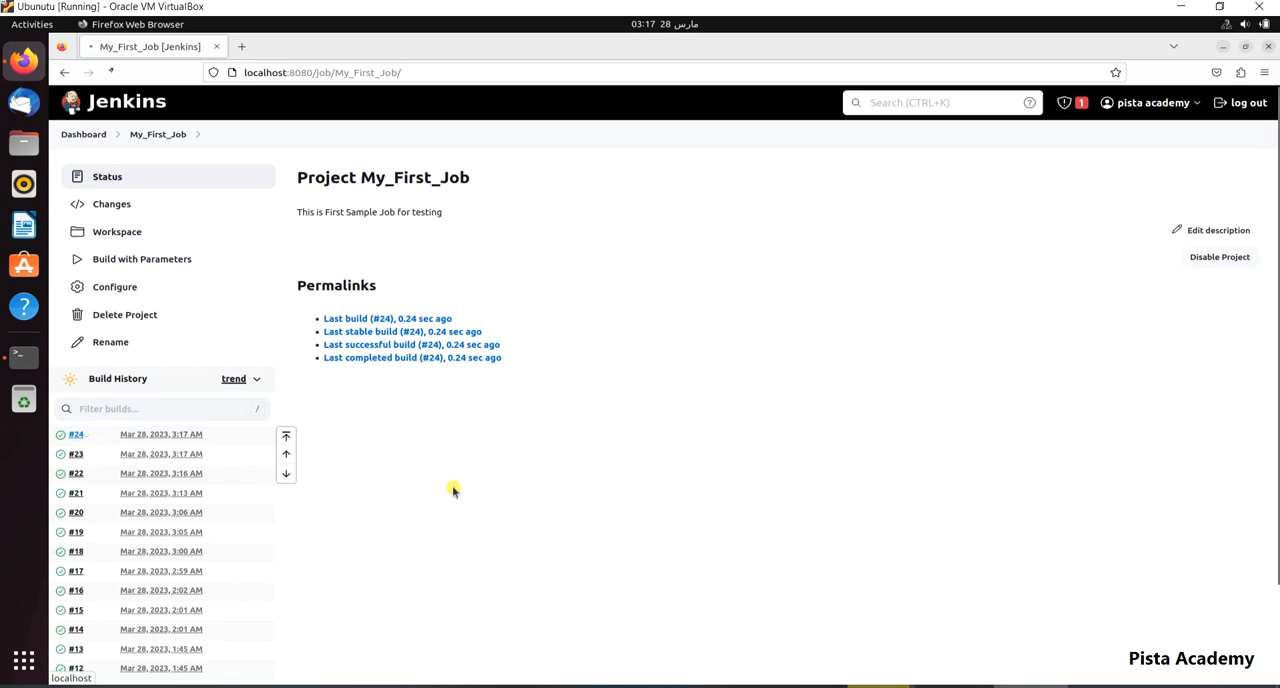 Ubunutu [Running] - Oracle VM VirtualBox
Activities
Firefox Web Browser
03:17 28 مارس
My_First_Job [Jenkins]
localhost:8080/job/My_First_Job/
Jenkins
Search (CTRL+K)
1
pista academy
log out
Dashboard
My_First_Job
Status
Changes
Workspace
Build with Parameters
Configure
Delete Project
Rename
Project My_First_Job
This is First Sample Job for testing
Edit description
Disable Project
Permalinks
Last build (#24), 0.24 sec ago
Last stable build (#24), 0.24 sec ago
Last successful build (#24), 0.24 sec ago
Last completed build (#24), 0.24 sec ago
Build History
trend
Filter builds...
/
#24 Mar 28, 2023, 3:17 AM
#23 Mar 28, 2023, 3:17 AM
#22 Mar 28, 2023, 3:16 AM
#21 Mar 28, 2023, 3:13 AM
#20 Mar 28, 2023, 3:06 AM
#19 Mar 28, 2023, 3:05 AM
#18 Mar 28, 2023, 3:00 AM
#17 Mar 28, 2023, 2:59 AM
#16 Mar 28, 2023, 2:02 AM
#15 Mar 28, 2023, 2:01 AM
#14 Mar 28, 2023, 2:01 AM
#13 Mar 28, 2023, 1:45 AM
#12 Mar 28, 2023, 1:45 AM
localhost
Pista Academy